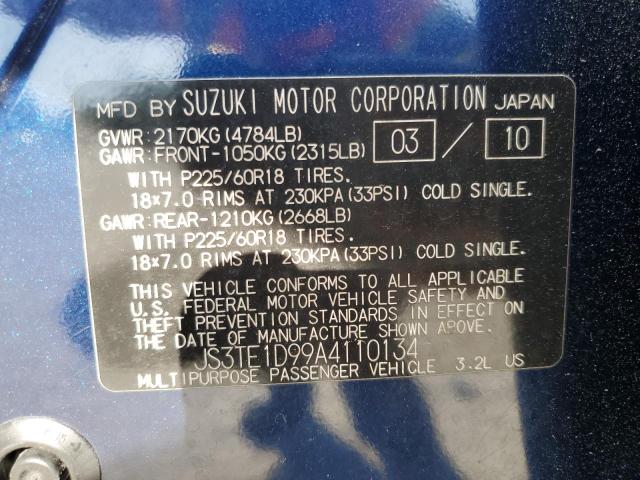 MFD BY SUZUKI MOTOR CORPORATION JAPAN
GVWR: 2170KG (4784LB)
GAWR: FRONT-1050KG (2315LB) 03 / 10
WITH P225/60R18 TIRES.
18×7.0 RIMS AT 230KPA (33PSI) COLD SINGLE.
GAWR: REAR-1210KG (2668LB)
WITH P225/60R18 TIRES.
18×7.0 RIMS AT 230KPA (33PSI) COLD SINGLE.
THIS VEHICLE CONFORMS TO ALL APPLICABLE
U.S. FEDERAL MOTOR VEHICLE SAFETY AND
THEFT PREVENTION STANDARDS IN EFFECT ON
THE DATE OF MANUFACTURE SHOWN ABOVE.
JS3TE1D99A4110134
MULTIPURPOSE PASSENGER VEHICLE 3.2L US